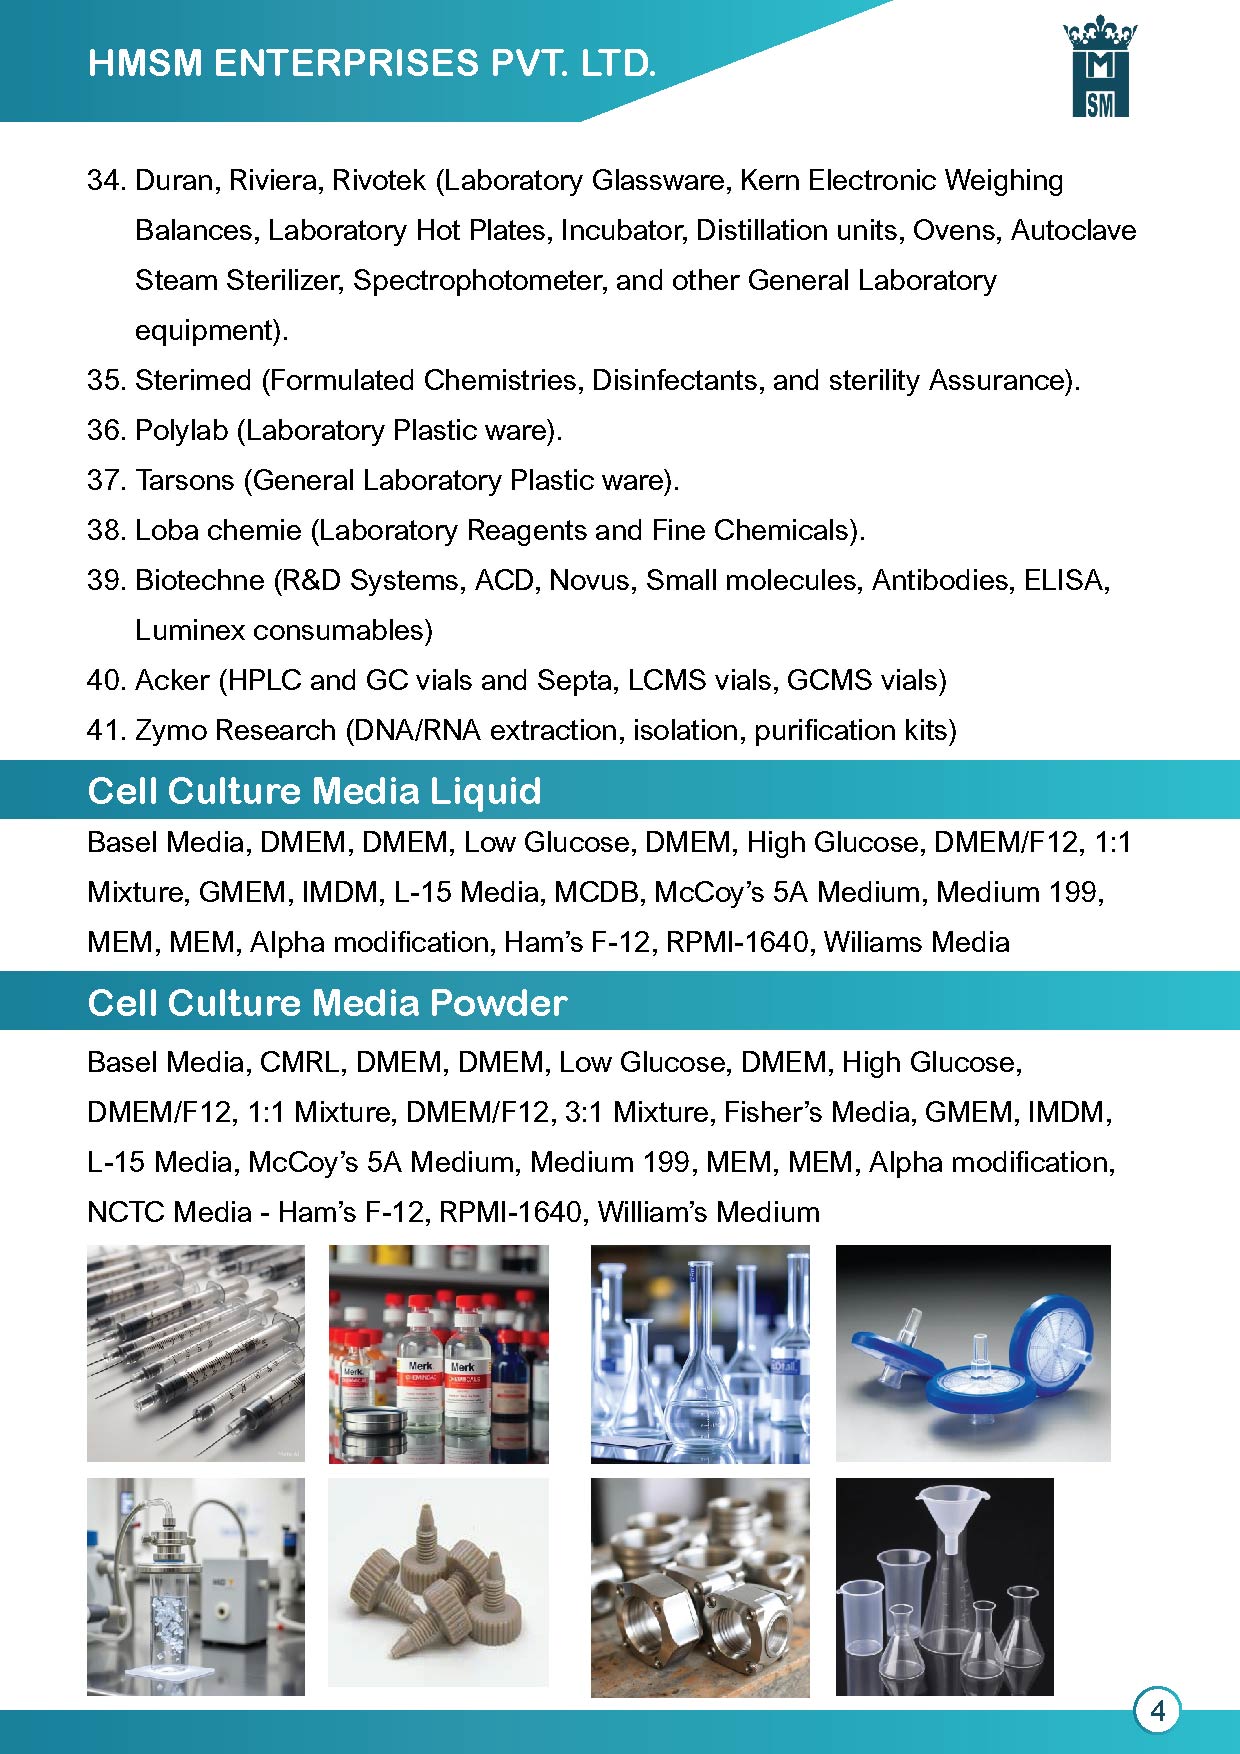 HMSM ENTERPRISES PVT. LTD.
M
SM
34. Duran, Riviera, Rivotek (Laboratory Glassware, Kern Electronic Weighing
Balances, Laboratory Hot Plates, Incubator, Distillation units, Ovens, Autoclave
Steam Sterilizer, Spectrophotometer, and other General Laboratory
equipment).
35. Sterimed (Formulated Chemistries, Disinfectants, and sterility Assurance).
36. Polylab (Laboratory Plastic ware).
37. Tarsons (General Laboratory Plastic ware).
38. Loba chemie (Laboratory Reagents and Fine Chemicals).
39. Biotechne (R&D Systems, ACD, Novus, Small molecules, Antibodies, ELISA,
Luminex consumables)
40. Acker (HPLC and GC vials and Septa, LCMS vials, GCMS vials)
41. Zymo Research (DNA/RNA extraction, isolation, purification kits)
Cell Culture Media Liquid
Basel Media, DMEM, DMEM, Low Glucose, DMEM, High Glucose, DMEM/F12, 1:1
Mixture, GMEM, IMDM, L-15 Media, MCDB, McCoy’s 5A Medium, Medium 199,
MEM, MEM, Alpha modification, Ham’s F-12, RPMI-1640, Wiliams Media
Cell Culture Media Powder
Basel Media, CMRL, DMEM, DMEM, Low Glucose, DMEM, High Glucose,
DMEM/F12, 1:1 Mixture, DMEM/F12, 3:1 Mixture, Fisher’s Media, GMEM, IMDM,
L-15 Media, McCoy’s 5A Medium, Medium 199, MEM, MEM, Alpha modification,
NCTC Media - Ham’s F-12, RPMI-1640, William’s Medium
Merk
Merk
CHEMICALS
Merk
4